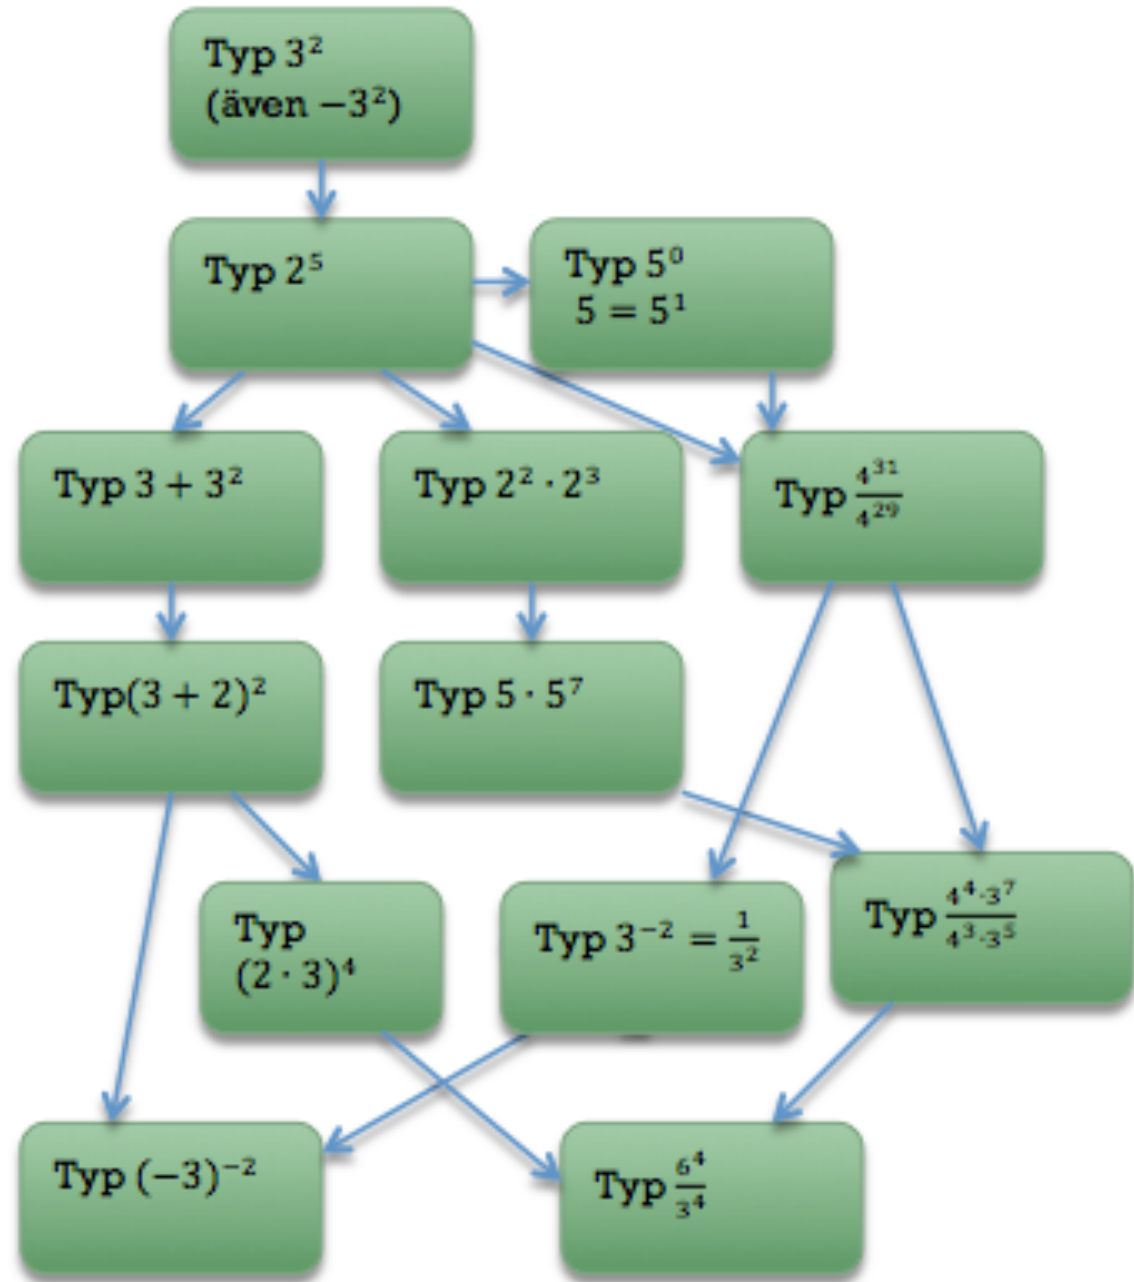 Typ 3²
(även −3²)
Typ 2⁵
Typ 5⁰
5 = 5¹
Typ 3 + 3²
Typ 2² · 2³
Typ 4³¹/4²⁹
Typ(3 + 2)²
Typ 5 · 5⁷
Typ
(2 · 3)⁴
Typ 3⁻² = 1/3²
Typ 4⁴·3⁷/4³·3⁵
Typ (−3)⁻²
Typ 6⁴/3⁴